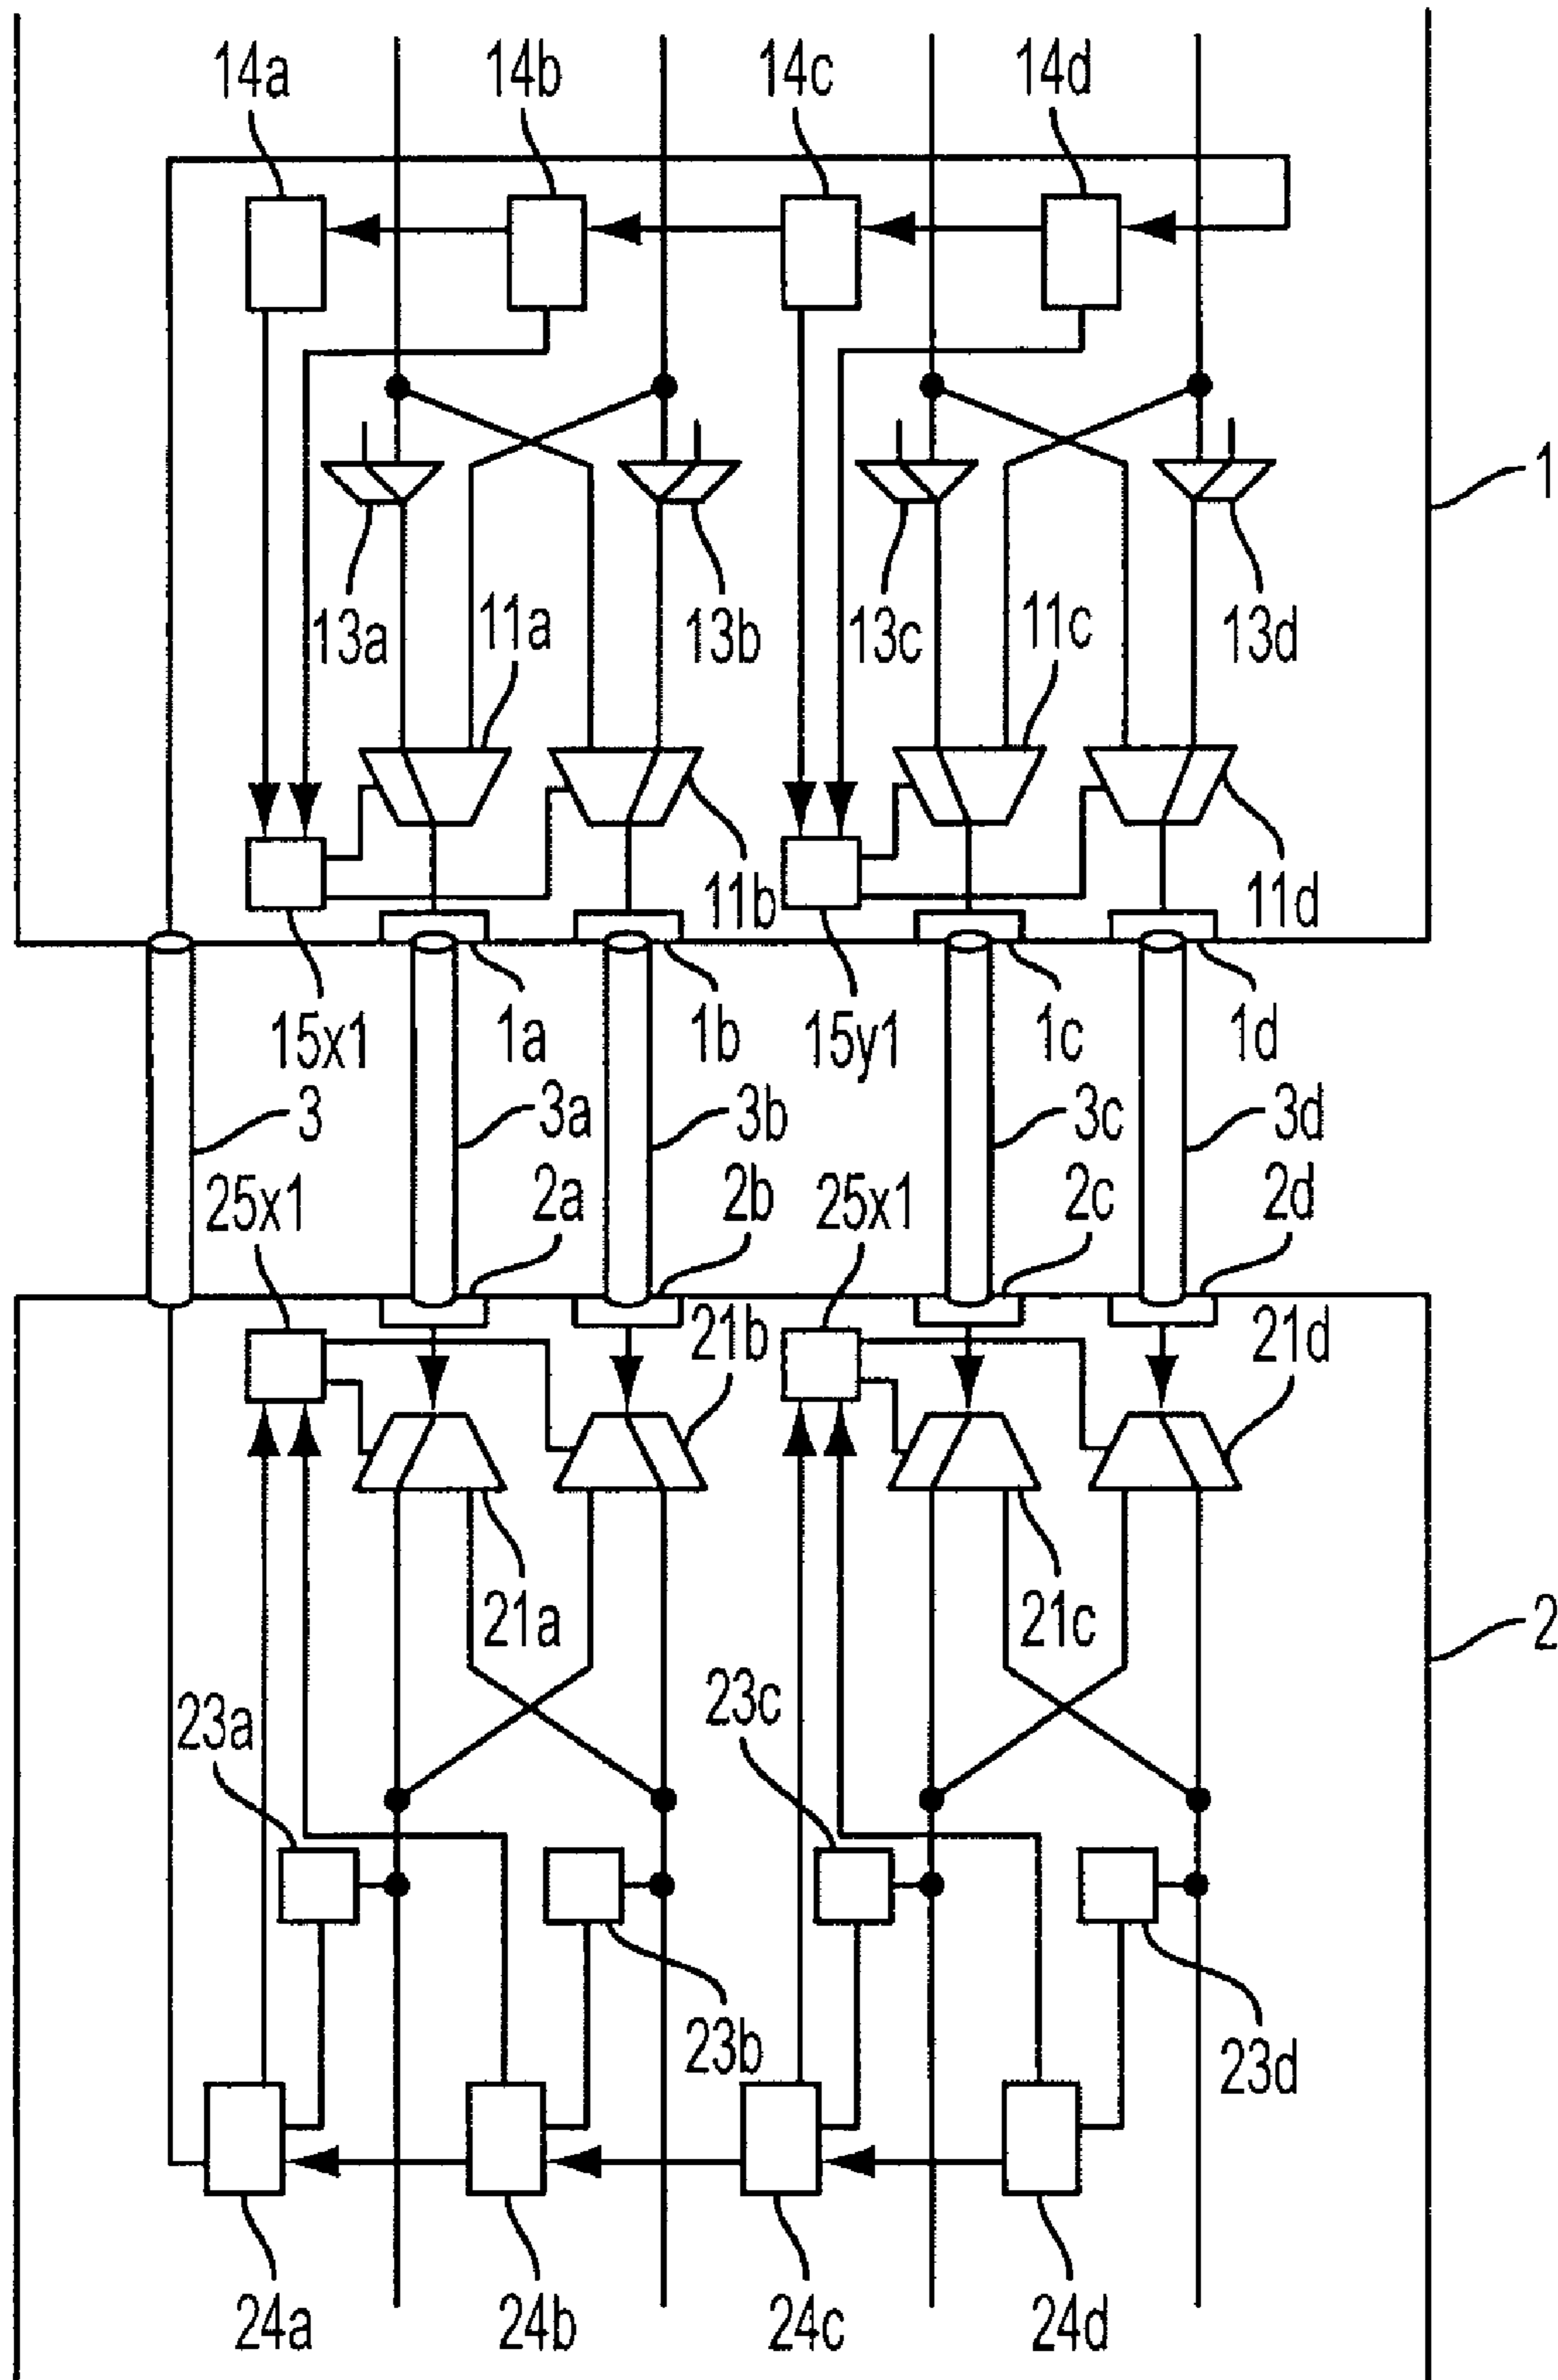 14a 14b 14c 14d
1
13a 11a 13b 13c 11c 13d
11b 11d
15x1 1a 1b 15y1 1c 1d
3 3a 3b 3c 3d
25x1 2a 2b 25x1 2c 2d
21b 21d
21a 21c
2
23a 23c
23b 23d
24a 24b 24c 24d